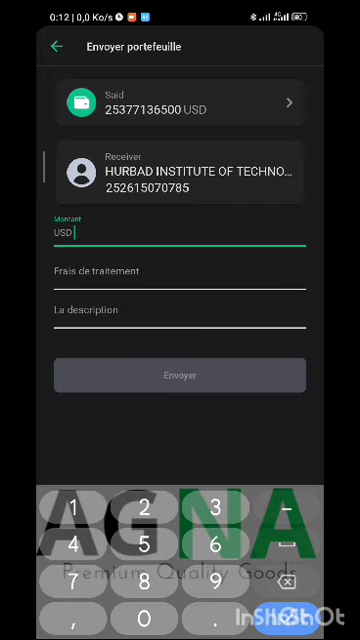 0:12 | 0,0 Ko/s
Envoyer portefeuille
Saïd
25377136500 USD
Receiver
HURBAD INSTITUTE OF TECHNO...
252615070785
Montant
USD
Frais de traitement
La description
Envoyer
AGNA
Premium Quality Goods
1 2 3 -
4 5 6
7 8 9
, 0 .
InShOt